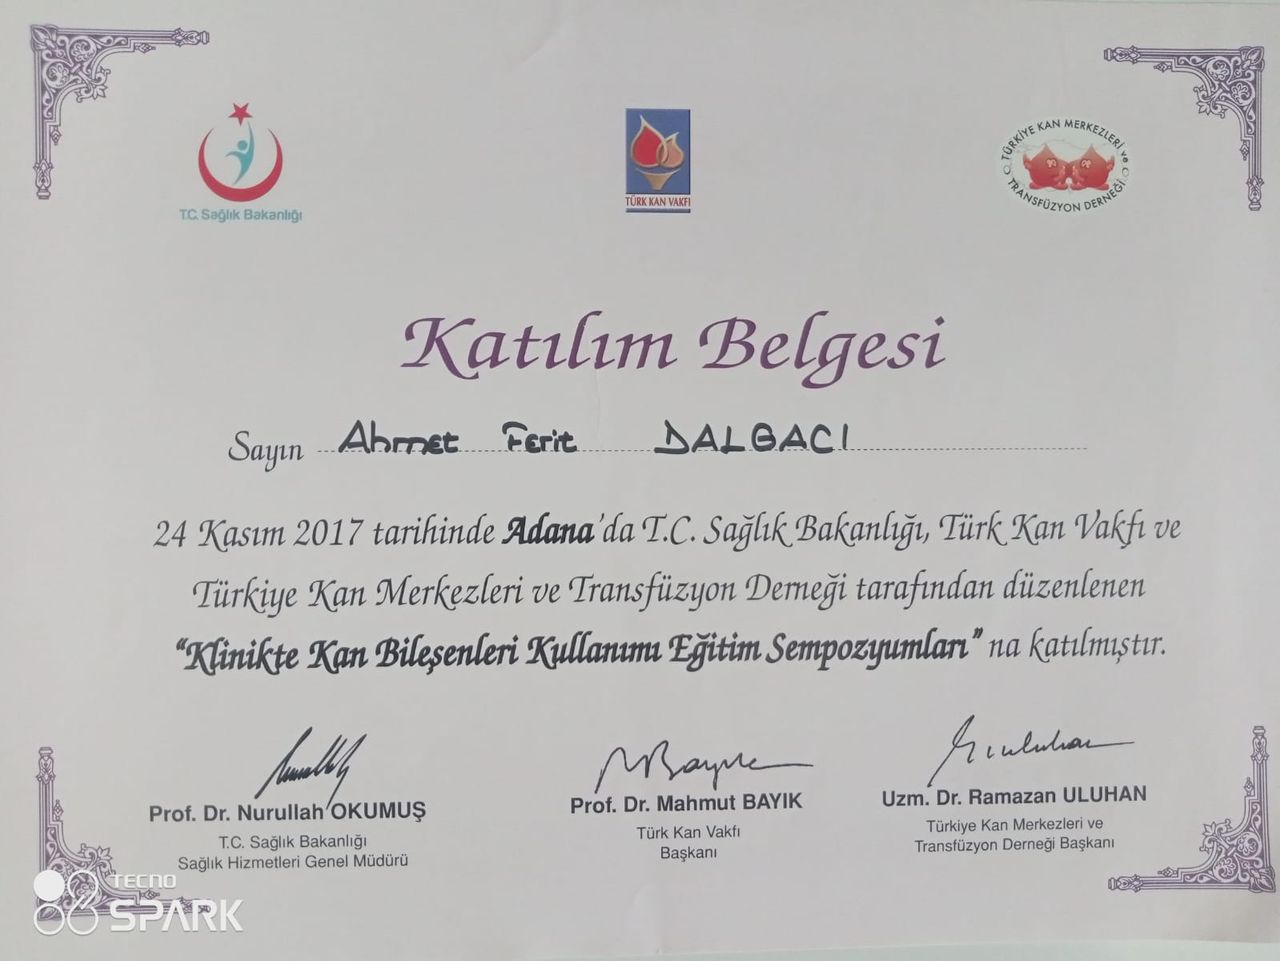 T.C. Sağlık Bakanlığı
TÜRK KAN VAKFI
TÜRKİYE KAN MERKEZLERİ ve
TRANSFÜZYON DERNEĞİ
Katılım Belgesi
Sayın Ahmet Ferit DALGACI
24 Kasım 2017 tarihinde Adana'da T.C. Sağlık Bakanlığı, Türk Kan Vakfı ve
Türkiye Kan Merkezleri ve Transfüzyon Derneği tarafından düzenlenen
"Klinikte Kan Bileşenleri Kullanımı Eğitim Sempozyumları" na katılmıştır.
Prof. Dr. Nurullah OKUMUŞ
T.C. Sağlık Bakanlığı
Sağlık Hizmetleri Genel Müdürü
Prof. Dr. Mahmut BAYIK
Türk Kan Vakfı
Başkanı
Uzm. Dr. Ramazan ULUHAN
Türkiye Kan Merkezleri ve
Transfüzyon Derneği Başkanı
TECNO
SPARK